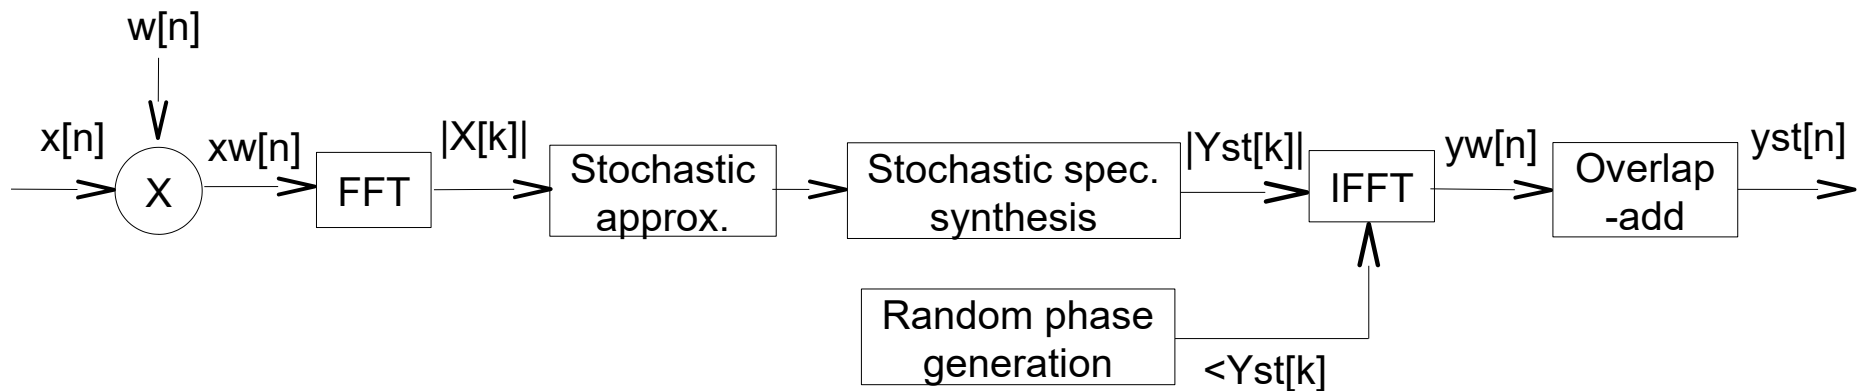 w[n]
x[n]
X
xw[n]
FFT
|X[k]|
Stochastic
approx.
Stochastic spec.
synthesis
|Yst[k]|
IFFT
yw[n]
Overlap
-add
yst[n]
Random phase
generation
<Yst[k]